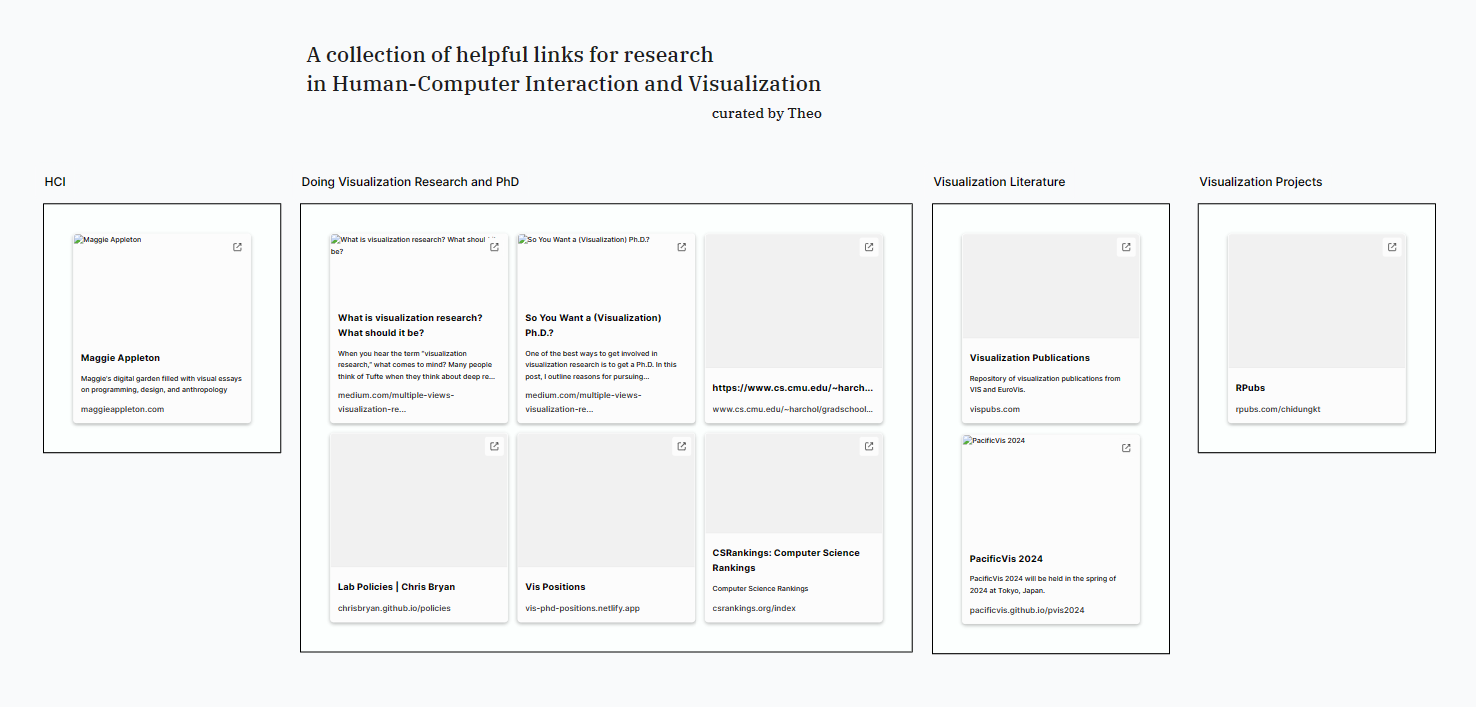 A collection of helpful links for research
in Human-Computer Interaction and Visualization
curated by Theo
HCI
Maggie Appleton
Maggie Appleton
Maggie's digital garden filled with visual essays
on programming, design, and anthropology
maggieappleton.com
Doing Visualization Research and PhD
What is visualization research? What shoul
be?
What is visualization research?
What should it be?
When you hear the term "visualization
research," what comes to mind? Many people
think of Tufte when they think about deep re...
medium.com/multiple-views-
visualization-re...
So You Want a (Visualization) Ph.D.?
So You Want a (Visualization)
Ph.D.?
One of the best ways to get involved in
visualization research is to get a Ph.D. In this
post, I outline reasons for pursuing...
medium.com/multiple-views-
visualization-re...
https://www.cs.cmu.edu/~harch...
www.cs.cmu.edu/~harchol/gradschool...
Lab Policies | Chris Bryan
chrisbryan.github.io/policies
Vis Positions
vis-phd-positions.netlify.app
CSRankings: Computer Science
Rankings
Computer Science Rankings
csrankings.org/index
Visualization Literature
Visualization Publications
Repository of visualization publications from
VIS and EuroVis.
vispubs.com
PacificVis 2024
PacificVis 2024
PacificVis 2024 will be held in the spring of
2024 at Tokyo, Japan.
pacificvis.github.io/pvis2024
Visualization Projects
RPubs
rpubs.com/chidungkt